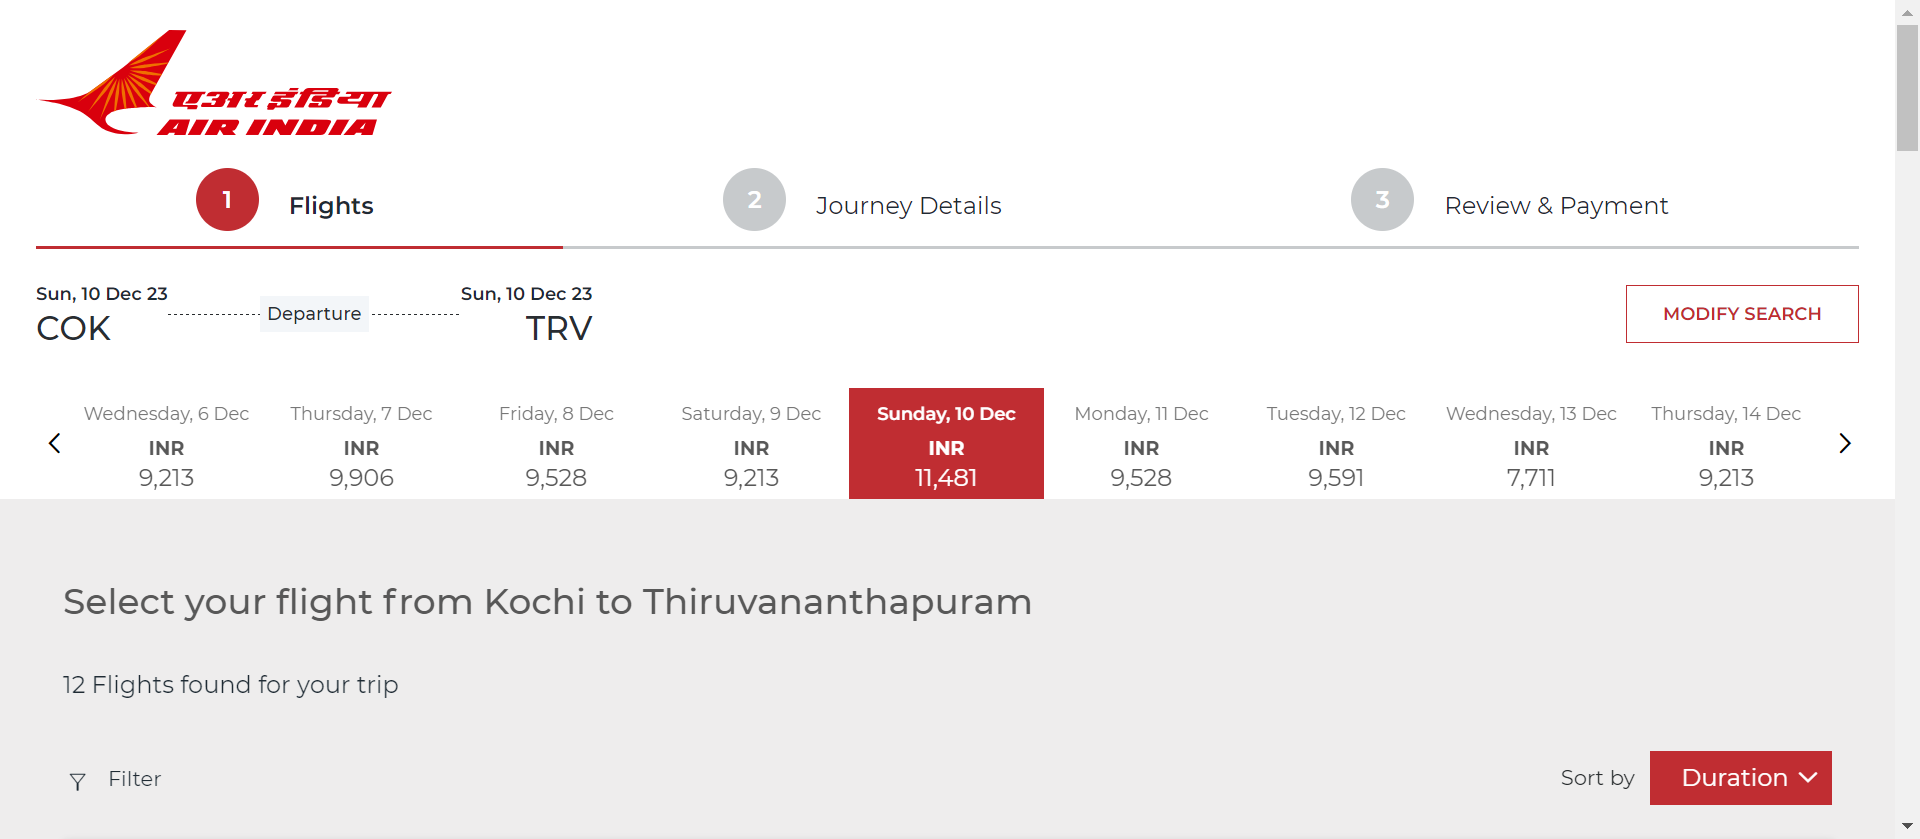 एअर इंडिया
AIR INDIA
1 Flights
2 Journey Details
3 Review & Payment
Sun, 10 Dec 23
COK
Departure
Sun, 10 Dec 23
TRV
MODIFY SEARCH
Wednesday, 6 Dec
INR
9,213
Thursday, 7 Dec
INR
9,906
Friday, 8 Dec
INR
9,528
Saturday, 9 Dec
INR
9,213
Sunday, 10 Dec
INR
11,481
Monday, 11 Dec
INR
9,528
Tuesday, 12 Dec
INR
9,591
Wednesday, 13 Dec
INR
7,711
Thursday, 14 Dec
INR
9,213
Select your flight from Kochi to Thiruvananthapuram
12 Flights found for your trip
Filter
Sort by
Duration